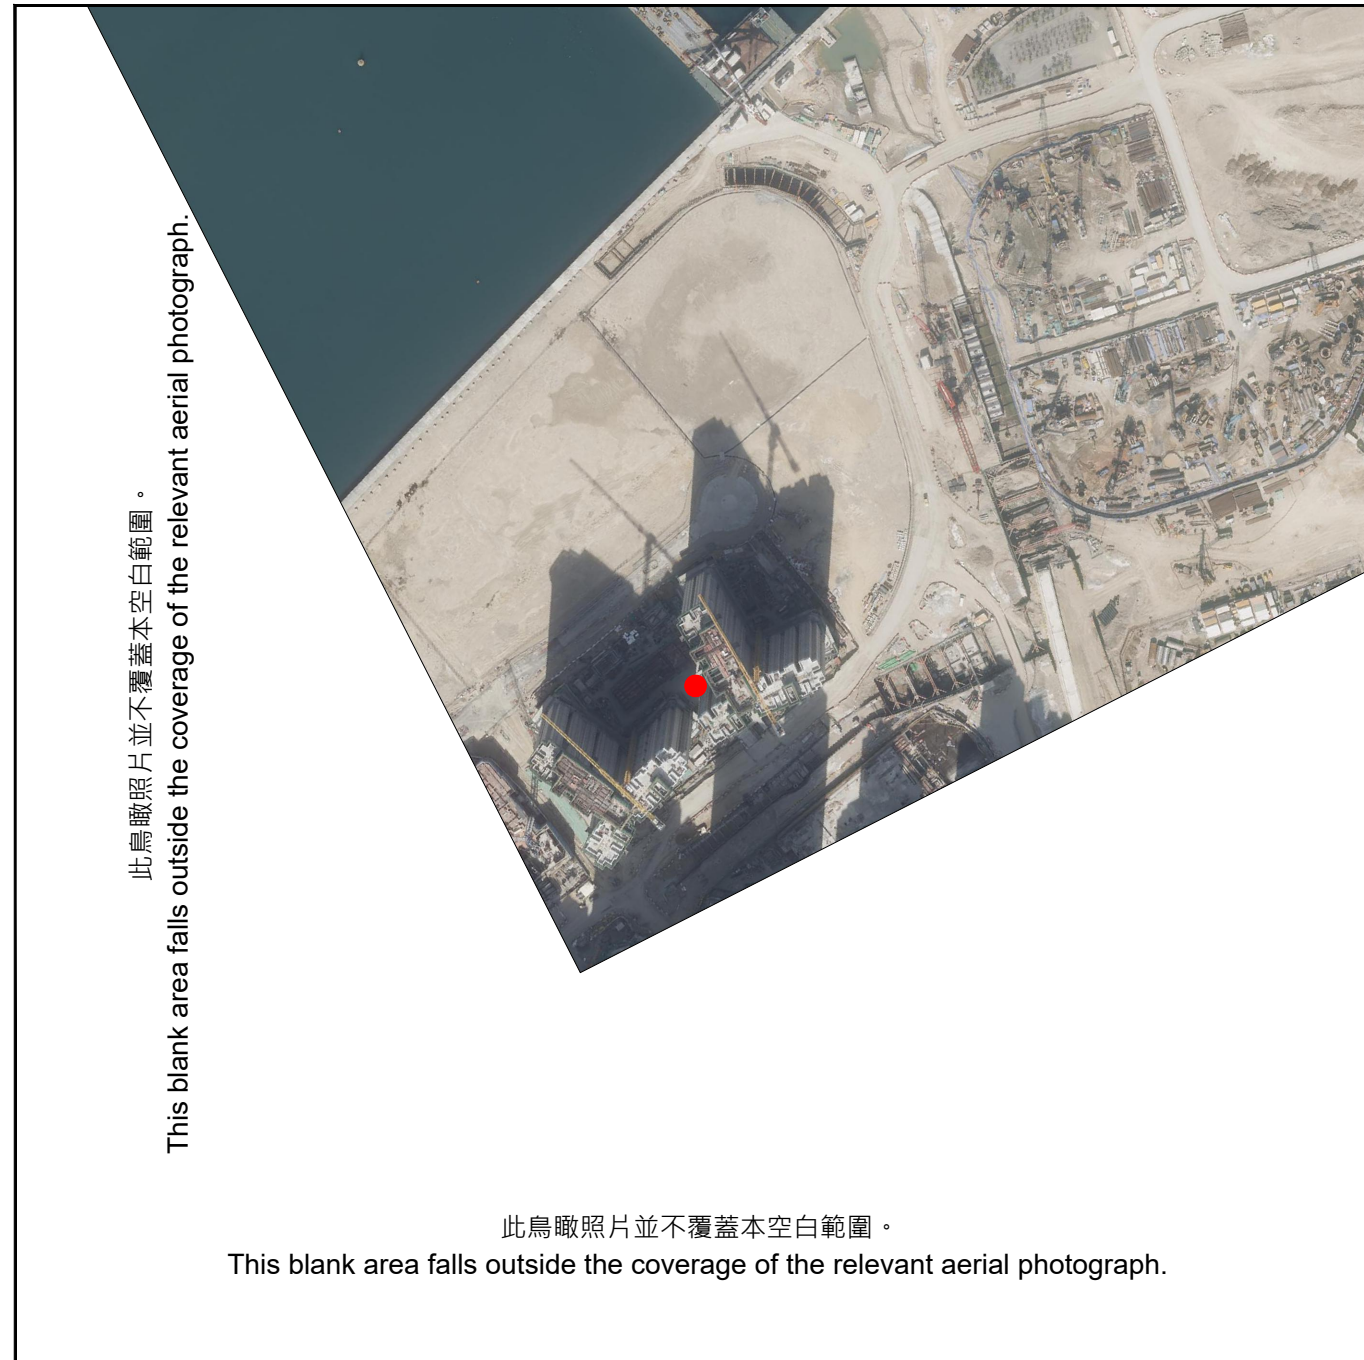 此鳥瞰照片並不覆蓋本空白範圍。
This blank area falls outside the coverage of the relevant aerial photograph.
此鳥瞰照片並不覆蓋本空白範圍。
This blank area falls outside the coverage of the relevant aerial photograph.